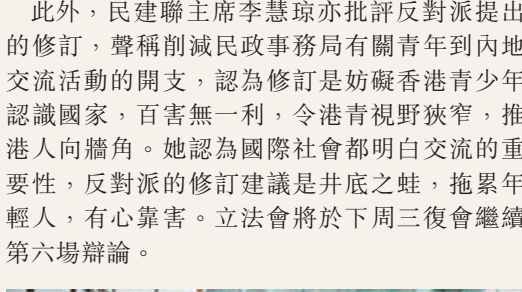 此外，民建聯主席李慧琼亦批評反對派提出
的修訂，聲稱削減民政事務局有關青年到內地
交流活動的開支，認為修訂是妨礙香港青少年
認識國家，百害無一利，令港青視野狹窄，推
港人向牆角。她認為國際社會都明白交流的重
要性，反對派的修訂建議是井底之蛙，拖累年
輕人，有心靠害。立法會將於下周三復會繼續
第六場辯論。